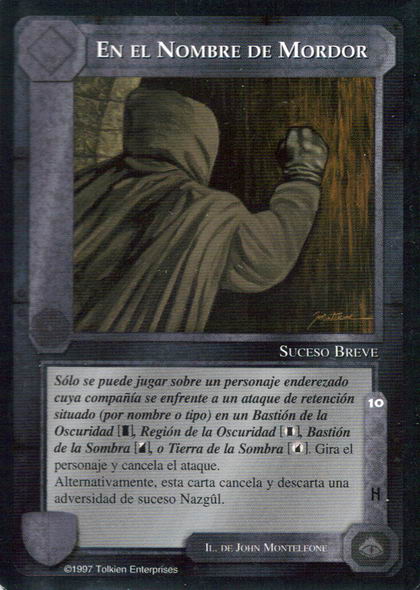 En el Nombre de Mordor
Suceso Breve
Sólo se puede jugar sobre un personaje enderezado
cuya compañía se enfrente a un ataque de retención
situado (por nombre o tipo) en un Bastión de la
Oscuridad [], Región de la Oscuridad [], Bastión
de la Sombra [], o Tierra de la Sombra []. Gira el
personaje y cancela el ataque.
Alternativamente, esta carta cancela y descarta una
adversidad de suceso Nazgûl.
10
Il. de John Monteleone
©1997 Tolkien Enterprises